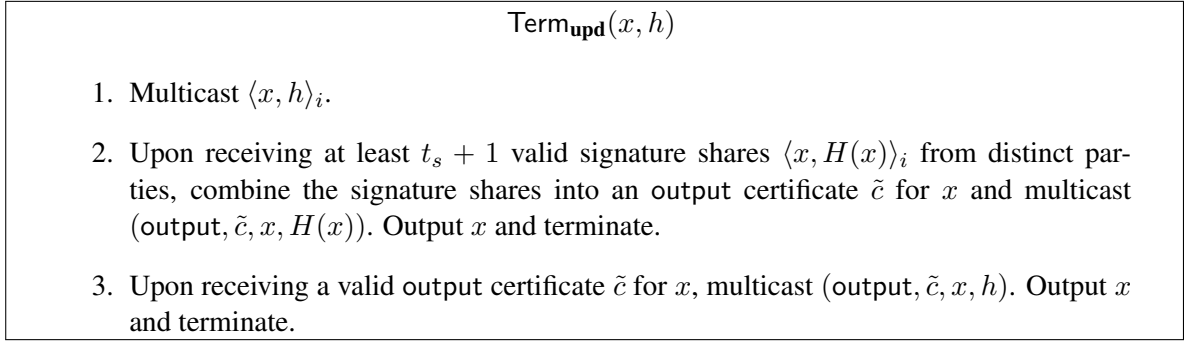 Term_upd(x, h)
1. Multicast ⟨x, h⟩_i.
2. Upon receiving at least t_s + 1 valid signature shares ⟨x, H(x)⟩_i from distinct par-
ties, combine the signature shares into an output certificate c̃ for x and multicast
(output, c̃, x, H(x)). Output x and terminate.
3. Upon receiving a valid output certificate c̃ for x, multicast (output, c̃, x, h). Output x
and terminate.